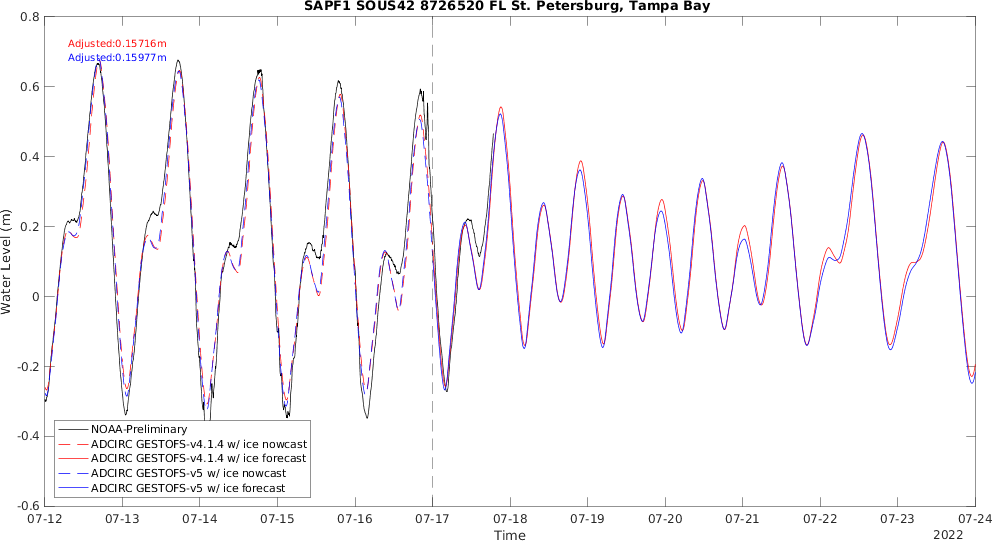 SAPF1 SOUS42 8726520 FL St. Petersburg, Tampa Bay
Adjusted:0.15716m
Adjusted:0.15977m
0.8
0.6
0.4
0.2
0
-0.2
-0.4
-0.6
Water Level (m)
NOAA-Preliminary
ADCIRC GESTOFS-v4.1.4 w/ ice nowcast
ADCIRC GESTOFS-v4.1.4 w/ ice forecast
ADCIRC GESTOFS-v5 w/ ice nowcast
ADCIRC GESTOFS-v5 w/ ice forecast
07-12 07-13 07-14 07-15 07-16 07-17 07-18 07-19 07-20 07-21 07-22 07-23 07-24
Time
2022